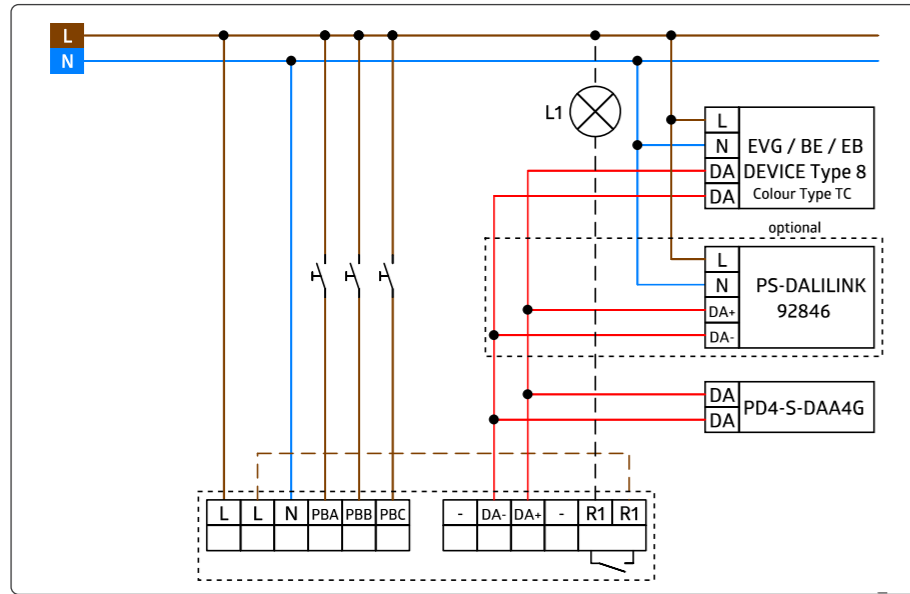 L
N
L1
L
N
DA
DA
EVG / BE / EB
DEVICE Type 8
Colour Type TC
optional
L
N
DA+
DA-
PS-DALILINK
92846
DA
DA
PD4-S-DAA4G
L L N PBA PBB PBC - DA- DA+ - R1 R1